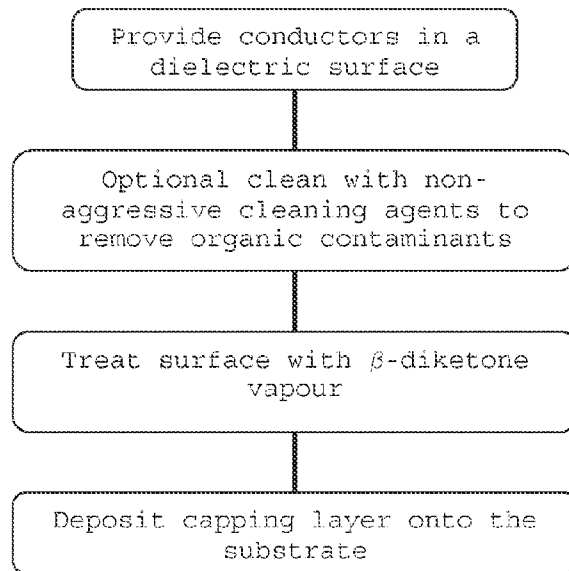 Provide conductors in a
dielectric surface
Optional clean with non-
aggressive cleaning agents to
remove organic contaminants
Treat surface with β-diketone
vapour
Deposit capping layer onto the
substrate